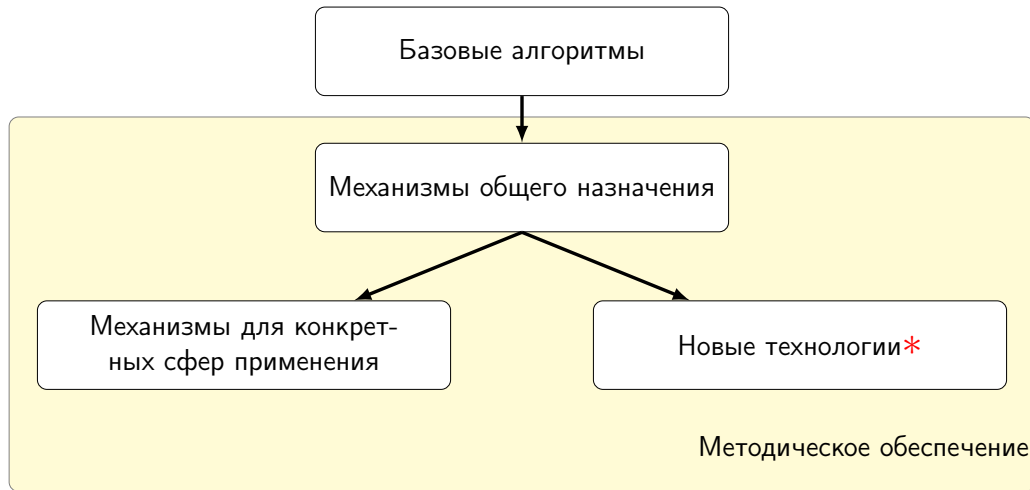 Базовые алгоритмы
Механизмы общего назначения
Механизмы для конкрет-
ных сфер применения
Новые технологии*
Методическое обеспечение